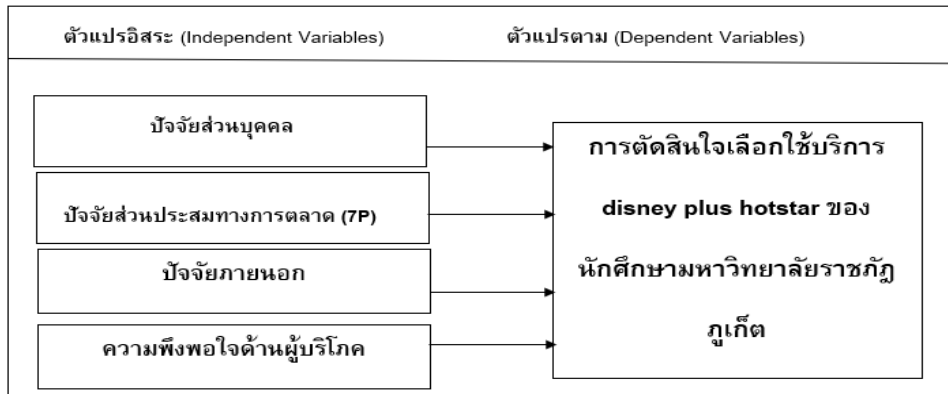 ตัวแปรอิสระ (Independent Variables)
ตัวแปรตาม (Dependent Variables)
ปัจจัยส่วนบุคคล
ปัจจัยส่วนประสมทางการตลาด (7P)
ปัจจัยภายนอก
ความพึงพอใจด้านผู้บริโภค
การตัดสินใจเลือกใช้บริการ
disney plus hotstar ของ
นักศึกษามหาวิทยาลัยราชภัฎ
ภูเก็ต